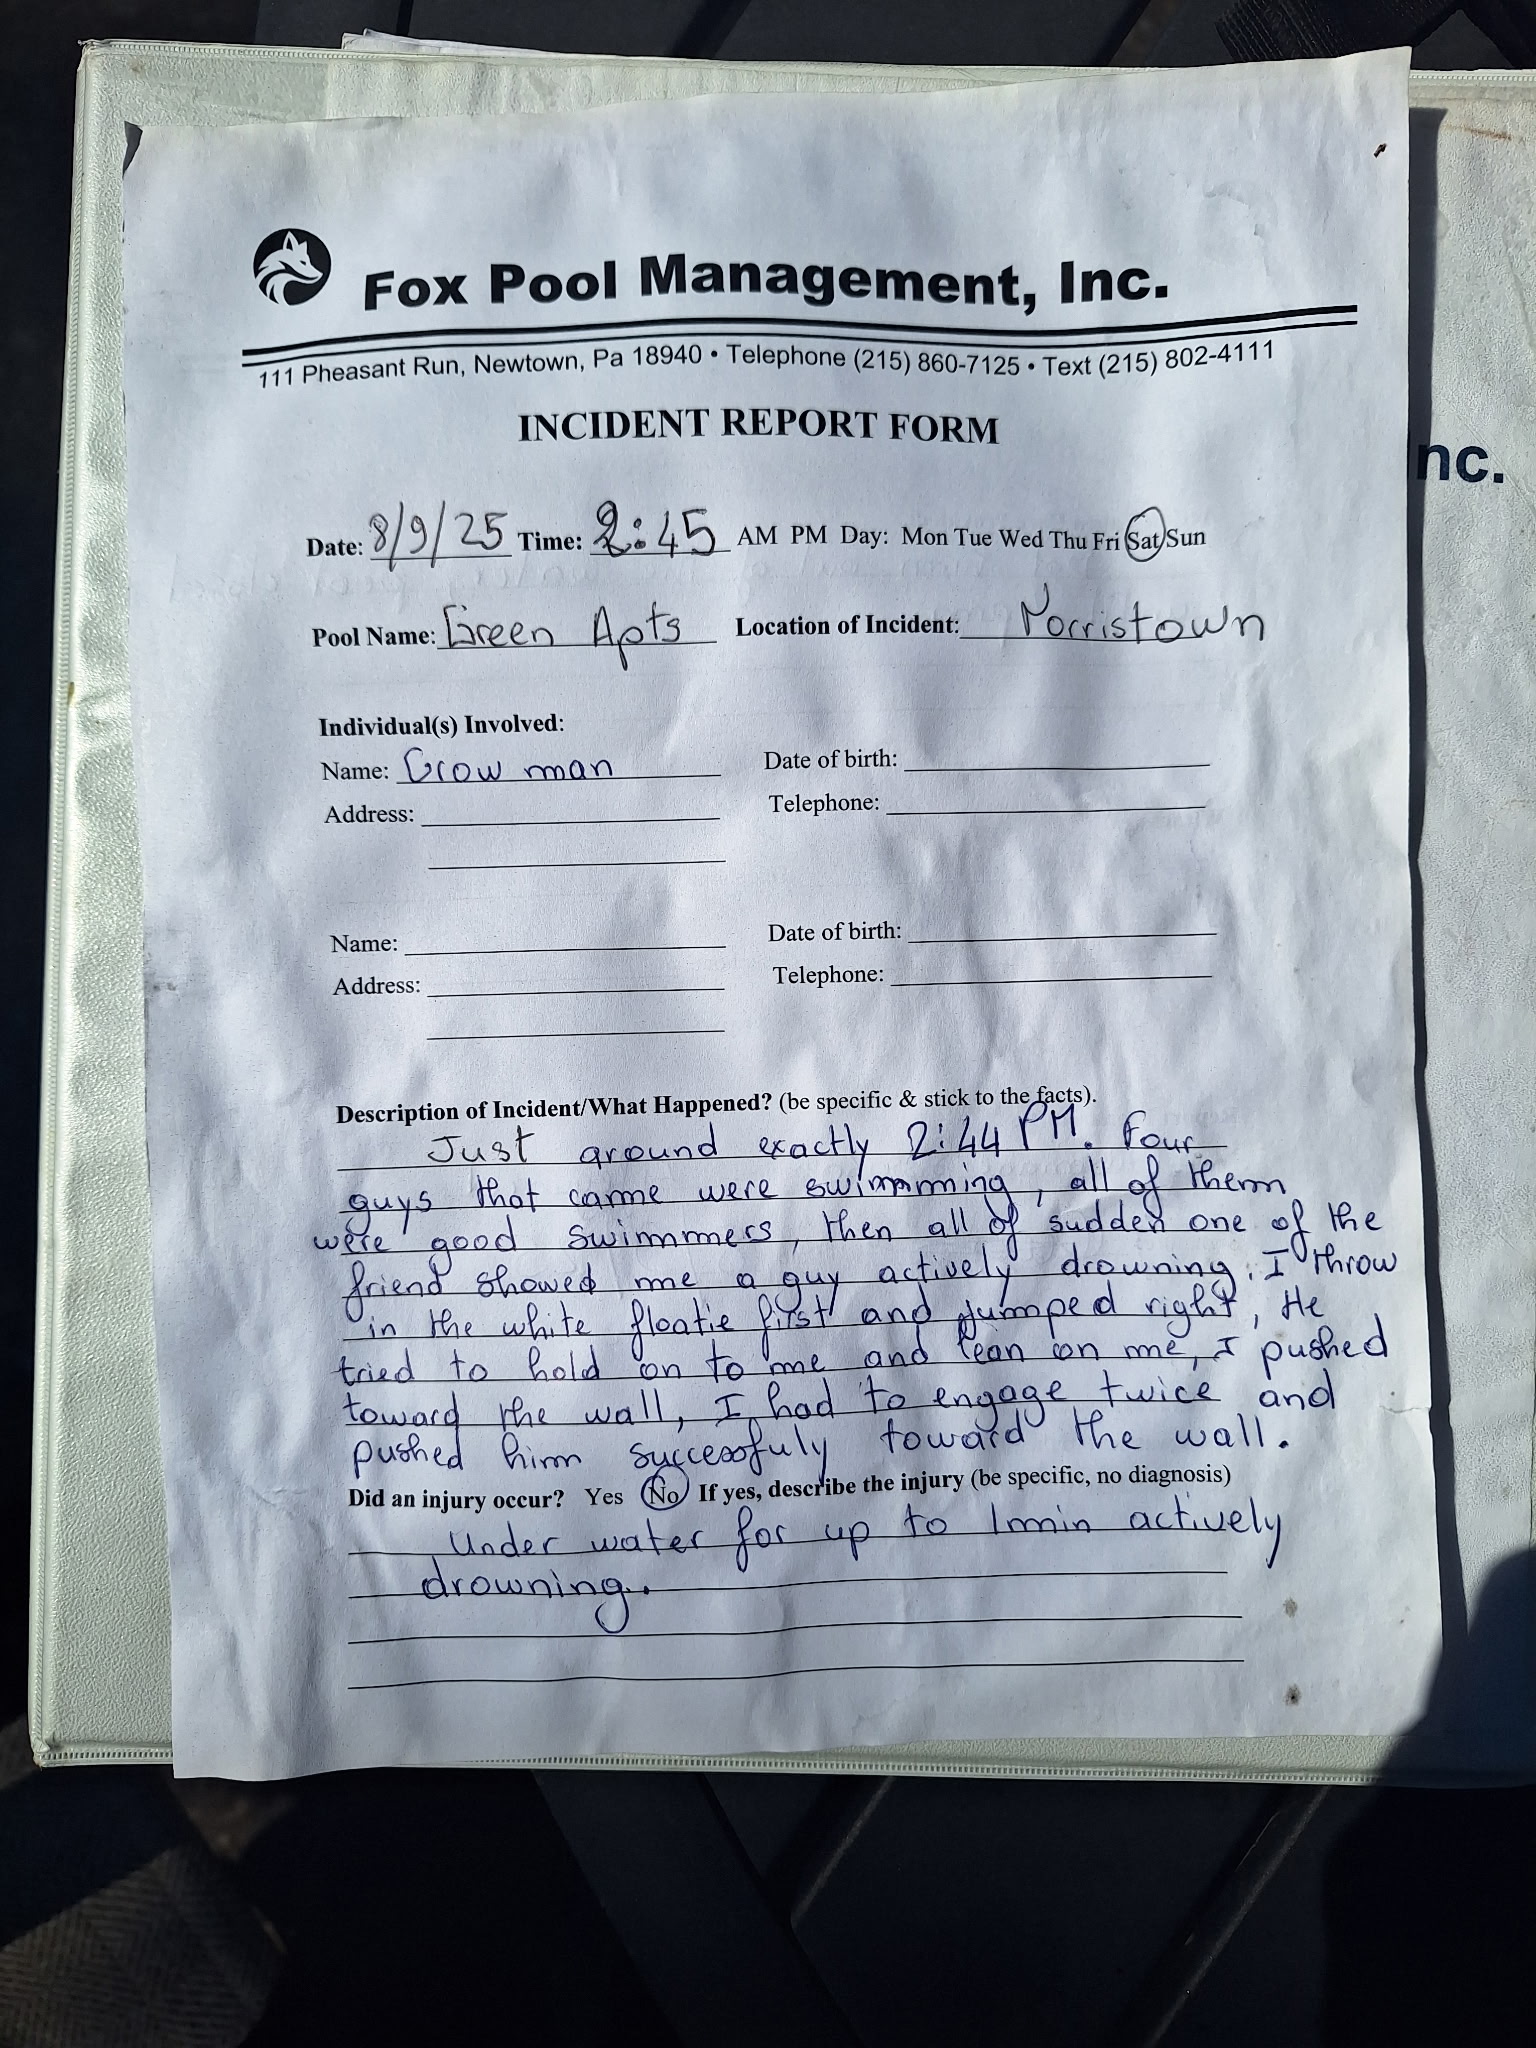 Fox Pool Management, Inc.
111 Pheasant Run, Newtown, Pa 18940 • Telephone (215) 860-7125 • Text (215) 802-4111
INCIDENT REPORT FORM
nc.
Date: 8/9/25 Time: 2:45 AM PM Day: Mon Tue Wed Thu Fri Sat Sun
Pool Name: Green Apts Location of Incident: Norristown
Individual(s) Involved:
Name: Grow man Date of birth:
Address: Telephone:
Name: Date of birth:
Address: Telephone:
Description of Incident/What Happened? (be specific & stick to the facts).
Just around exactly 2:44 PM. Four
guys that came were swimming, all of them
were good swimmers, then all of sudden one of the
friend showed me a guy actively drowning. I throw
in the white floatie first and jumped right, He
tried to hold on to me and lean on me, I pushed
toward the wall, I had to engage twice and
pushed him successfuly toward the wall.
Did an injury occur? Yes No If yes, describe the injury (be specific, no diagnosis)
Under water for up to 1min actively
drowning.